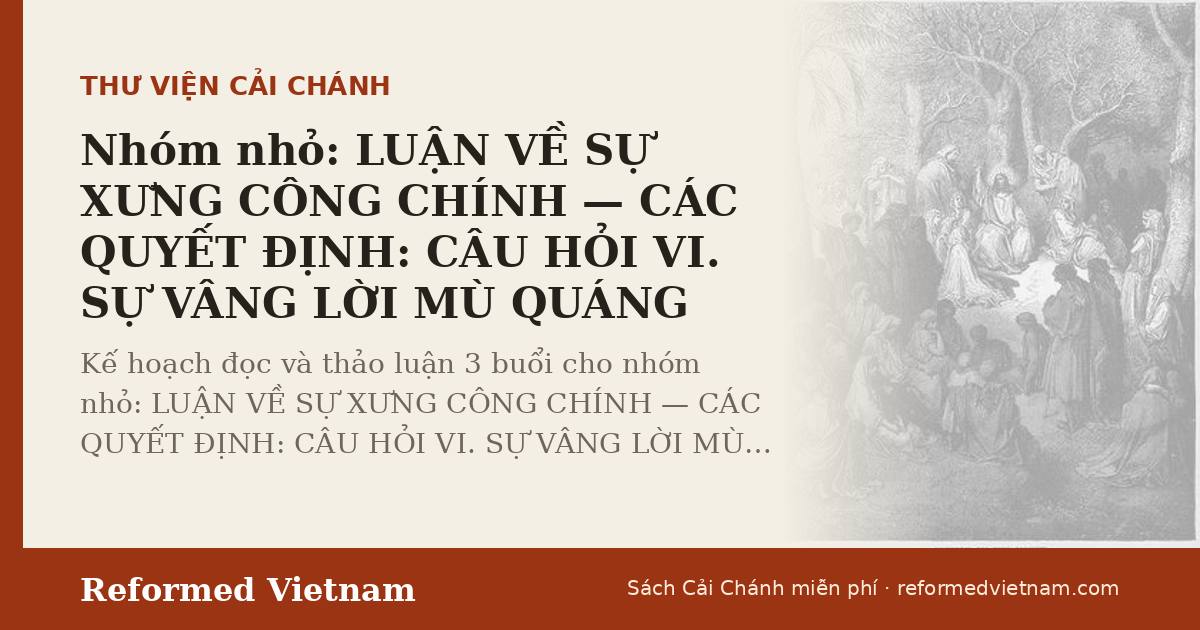 THƯ VIỆN CẢI CHÁNH
Nhóm nhỏ: LUẬN VỀ SỰ
XƯNG CÔNG CHÍNH — CÁC
QUYẾT ĐỊNH: CÂU HỎI VI.
SỰ VÂNG LỜI MÙ QUÁNG
Kế hoạch đọc và thảo luận 3 buổi cho nhóm
nhỏ: LUẬN VỀ SỰ XƯNG CÔNG CHÍNH — CÁC
QUYẾT ĐỊNH: CÂU HỎI VI. SỰ VÂNG LỜI MÙ...
Reformed Vietnam
Sách Cải Chánh miễn phí · reformedvietnam.com